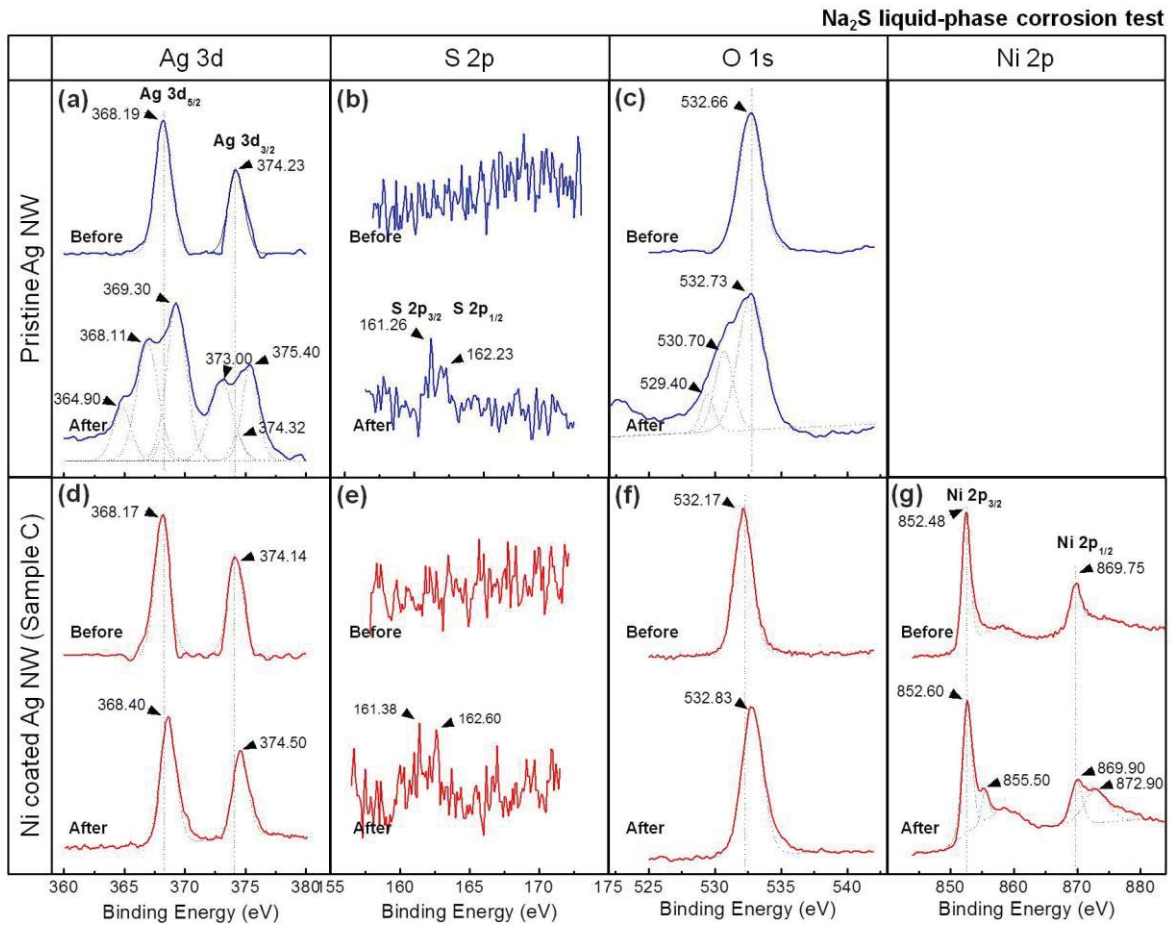 Na₂S liquid-phase corrosion test
Ag 3d
S 2p
O 1s
Ni 2p
Pristine Ag NW
(a)
Ag 3d₅/₂
368.19
Ag 3d₃/₂
374.23
Before
369.30
368.11
373.00
375.40
364.90
374.32
After
(b)
Before
S 2p₃/₂ S 2p₁/₂
161.26
162.23
After
(c)
532.66
Before
532.73
530.70
529.40
After
Ni coated Ag NW (Sample C)
(d)
368.17
374.14
Before
368.40
374.50
After
360 365 370 375 380
Binding Energy (eV)
(e)
Before
161.38
162.60
After
155 160 165 170 175
Binding Energy (eV)
(f)
532.17
Before
532.83
After
525 530 535 540
Binding Energy (eV)
(g)
Ni 2p₃/₂
852.48
Ni 2p₁/₂
869.75
Before
852.60
855.50
869.90
872.90
After
850 860 870 880
Binding Energy (eV)